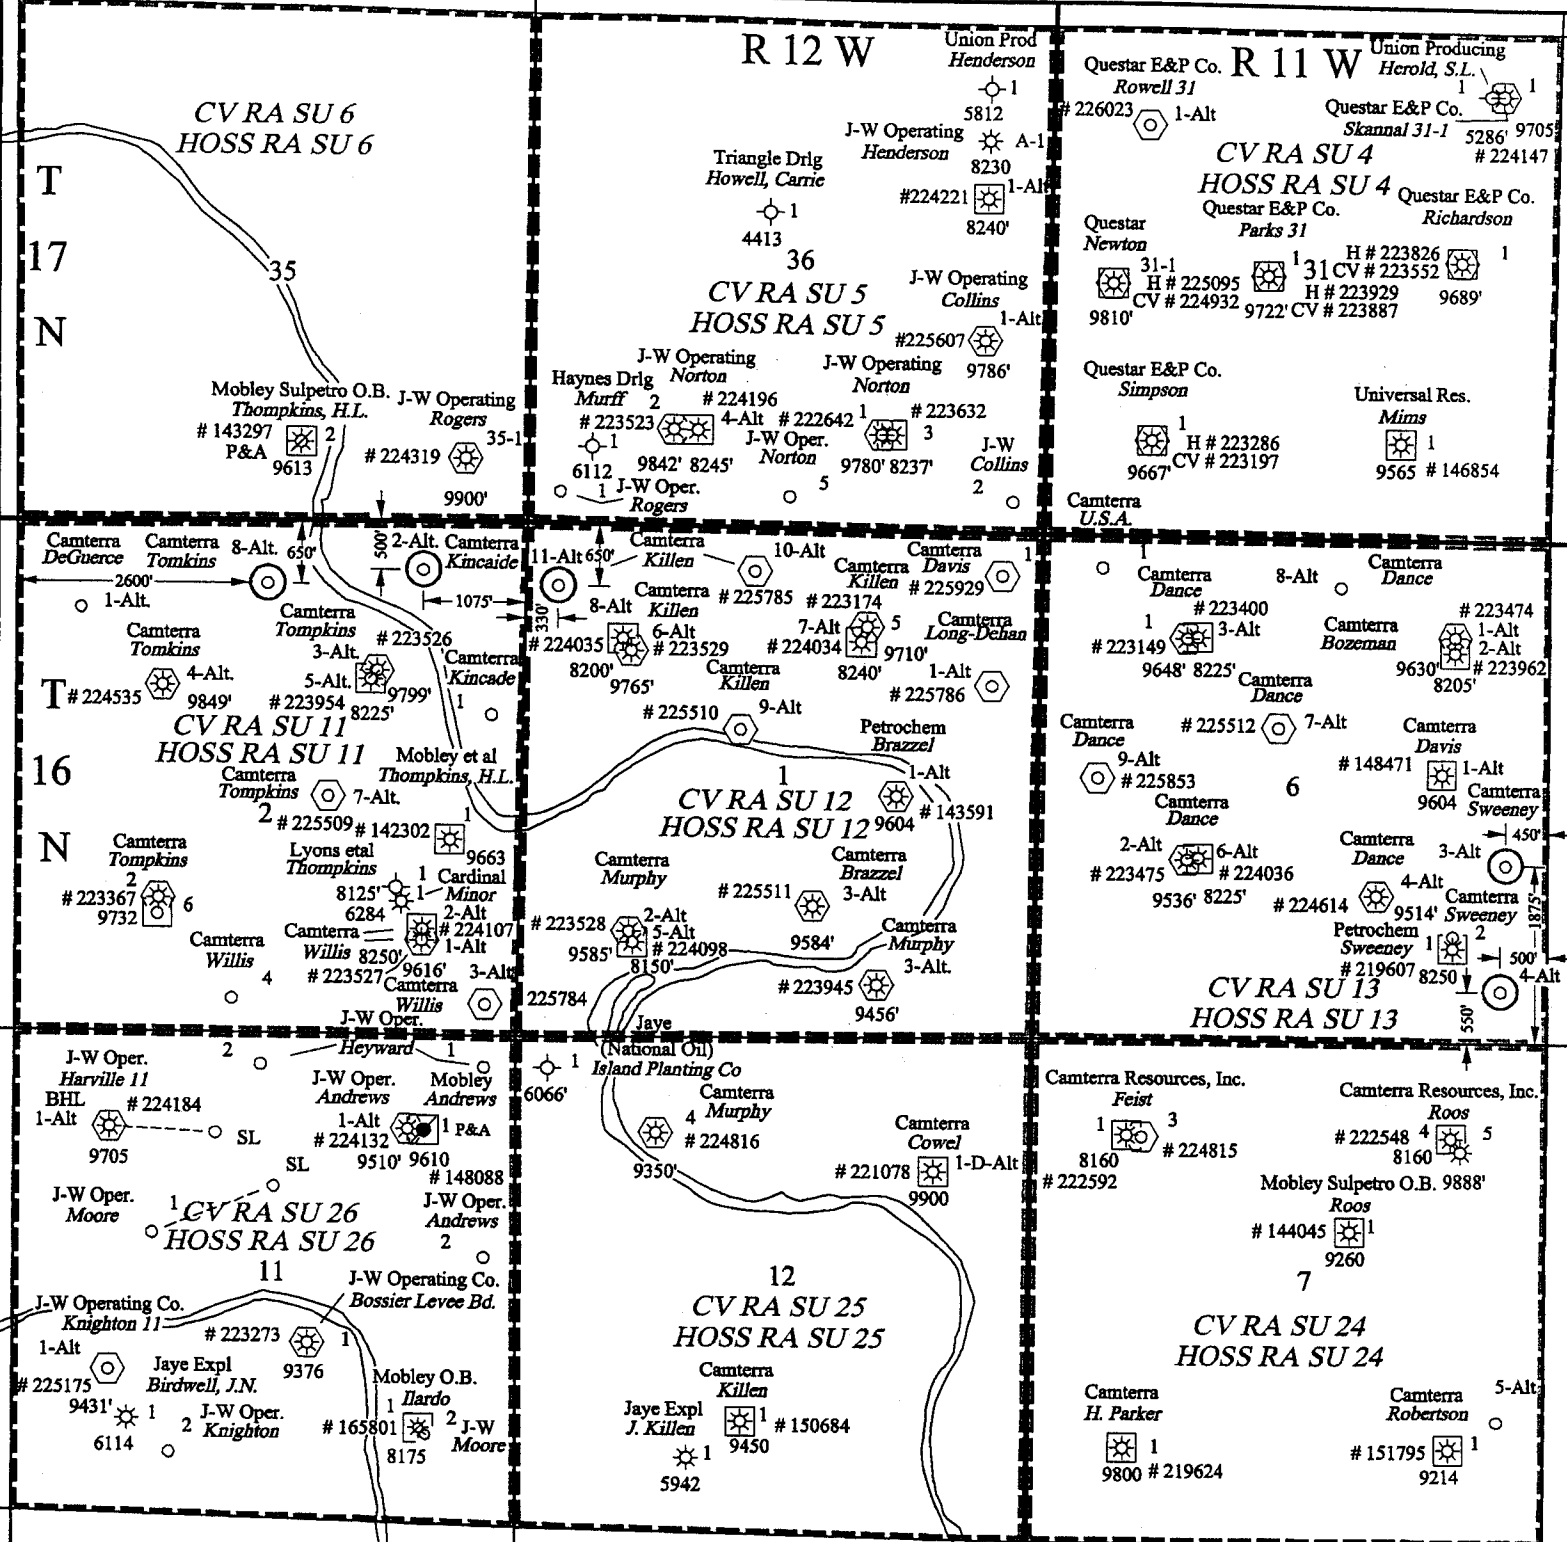 R 12 W
R 11 W
T
17
N
T
16
N
CV RA SU 6
HOSS RA SU 6
35
Mobley Sulpetro O.B.
Thompkins, H.L.
# 143297
P&A
2
9613
J-W Operating
Rogers
35-1
# 224319
9900'
Union Prod
Henderson
1
5812
J-W Operating
Henderson
A-1
8230
#224221
1-Alt
8240'
Triangle Drlg
Howell, Carrie
1
4413
36
CV RA SU 5
HOSS RA SU 5
J-W Operating
Collins
1-Alt
#225607
9786'
J-W Operating
Norton
# 224196
2
# 223523
4-Alt
9842' 8245'
Haynes Drlg
Murff
1
6112
J-W Operating
Norton
# 222642
1
# 223632
3
9780' 8237'
J-W Oper.
Norton
5
J-W
Collins
2
1
J-W Oper.
Rogers
Questar E&P Co.
Rowell 31
# 226023
1-Alt
Union Producing
Herold, S.L.
1
1
Questar E&P Co.
Skannal 31-1
5286' 9705'
# 224147
CV RA SU 4
HOSS RA SU 4
Questar E&P Co.
Richardson
H # 223826
CV # 223552
1
9689'
Questar E&P Co.
Parks 31
1
31
H # 223929
9722' CV # 223887
Questar
Newton
31-1
H # 225095
CV # 224932
9810'
Questar E&P Co.
Simpson
1
H # 223286
9667' CV # 223197
Universal Res.
Mims
1
9565 # 146854
Camterra
U.S.A.
1
Camterra
DeGuerce
1-Alt.
Camterra
Tomkins
8-Alt.
650'
2600'
500'
2-Alt.
Camterra
Kincaide
1075'
Camterra
Tomkins
4-Alt.
# 224535
9849'
Camterra
Tompkins
# 223526
3-Alt.
5-Alt.
9799'
# 223954
8225'
Camterra
Kincade
1
CV RA SU 11
HOSS RA SU 11
Camterra
Tompkins
7-Alt.
2
# 225509
Mobley et al
Thompkins, H.L.
# 142302
1
9663
Camterra
Tompkins
2
# 223367
9732
6
Lyons etal
Thompkins
1
8125'
6284
1
Cardinal
Minor
Camterra
Willis
2-Alt
# 224107
1-Alt
8250'
# 223527
9616'
Camterra
Willis
4
3-Alt
Camterra
Willis
225784
11-Alt
650'
330'
Camterra
Killen
10-Alt
# 225785
Camterra
Davis
1
# 225929
8-Alt
Camterra
Killen
# 224035
6-Alt
# 223529
8200'
9765'
Camterra
Killen
# 223174
7-Alt
5
# 224034
9710'
8240'
Camterra
Long-Dehan
1-Alt
# 225786
Camterra
Killen
# 225510
9-Alt
1
CV RA SU 12
HOSS RA SU 12
Petrochem
Brazzel
1-Alt
9604
# 143591
Camterra
Murphy
# 223528
2-Alt
5-Alt
9585'
# 224098
8150'
Camterra
Brazzel
# 225511
3-Alt
9584'
Camterra
Murphy
3-Alt.
# 223945
9456'
Camterra
Dance
# 223400
1
# 223149
3-Alt
9648' 8225'
8-Alt
Camterra
Dance
Camterra
Bozeman
# 223474
1-Alt
2-Alt
9630'
# 223962
8205'
Camterra
Dance
# 225512
7-Alt
Camterra
Dance
9-Alt
# 225853
6
Camterra
Davis
# 148471
1-Alt
9604
Camterra
Sweeney
450'
3-Alt
1875'
Camterra
Dance
2-Alt
6-Alt
# 223475
# 224036
9536' 8225'
Camterra
Dance
4-Alt
# 224614
9514'
Camterra
Sweeney
2
Petrochem
Sweeney
1
# 219607
8250
500'
4-Alt
550'
CV RA SU 13
HOSS RA SU 13
J-W Oper.
Heyward
2
1
J-W Oper.
Harville 11
BHL
1-Alt
# 224184
9705
SL
J-W Oper.
Andrews
1-Alt
# 224132
9510'
Mobley
Andrews
1
P&A
9610
# 148088
SL
J-W Oper.
Moore
1
CV RA SU 26
HOSS RA SU 26
11
J-W Oper.
Andrews
2
J-W Operating Co.
Bossier Levee Bd.
# 223273
1
9376
J-W Operating Co.
Knighton 11
1-Alt
# 225175
9431'
Jaye Expl
Birdwell, J.N.
1
6114
2
J-W Oper.
Knighton
Mobley O.B.
Ilardo
1
# 165801
8175
2
J-W
Moore
Jaye
(National Oil)
Island Planting Co
1
6066'
Camterra
Murphy
4
# 224816
9350'
Camterra
Cowel
# 221078
1-D-Alt
9900
12
CV RA SU 25
HOSS RA SU 25
Camterra
Killen
1
# 150684
9450
Jaye Expl
J. Killen
1
5942
Camterra Resources, Inc.
Feist
1
3
8160
# 224815
# 222592
Camterra Resources, Inc.
Roos
# 222548
4
5
8160
9888'
Mobley Sulpetro O.B.
Roos
# 144045
1
9260
7
CV RA SU 24
HOSS RA SU 24
Camterra
H. Parker
1
9800 # 219624
Camterra
Robertson
5-Alt
# 151795
1
9214